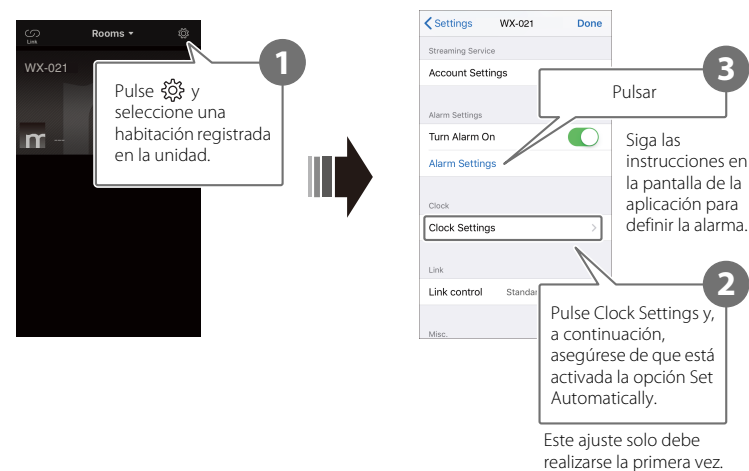 Link
Rooms
WX-021
m ---
1
Pulse y
seleccione una
habitación registrada
en la unidad.
Settings WX-021 Done
Streaming Service
Account Settings
Alarm Settings
Turn Alarm On
Alarm Settings
Clock
Clock Settings
Link
Link control
Misc.
3
Pulsar
Siga las
instrucciones en
la pantalla de la
aplicación para
definir la alarma.
2
Pulse Clock Settings y,
a continuación,
asegúrese de que está
activada la opción Set
Automatically.
Este ajuste solo debe
realizarse la primera vez.